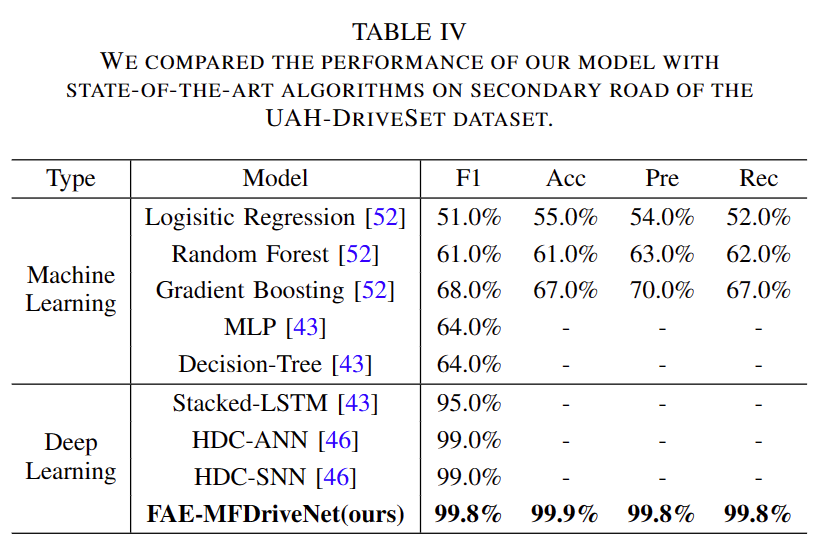 TABLE IV
WE COMPARED THE PERFORMANCE OF OUR MODEL WITH
STATE-OF-THE-ART ALGORITHMS ON SECONDARY ROAD OF THE
UAH-DRIVESET DATASET.
Type Model F1 Acc Pre Rec
Machine Learning
Logisitic Regression [52] 51.0% 55.0% 54.0% 52.0%
Random Forest [52] 61.0% 61.0% 63.0% 62.0%
Gradient Boosting [52] 68.0% 67.0% 70.0% 67.0%
MLP [43] 64.0% - - -
Decision-Tree [43] 64.0% - - -
Deep Learning
Stacked-LSTM [43] 95.0% - - -
HDC-ANN [46] 99.0% - - -
HDC-SNN [46] 99.0% - - -
FAE-MFDriveNet(ours) 99.8% 99.9% 99.8% 99.8%